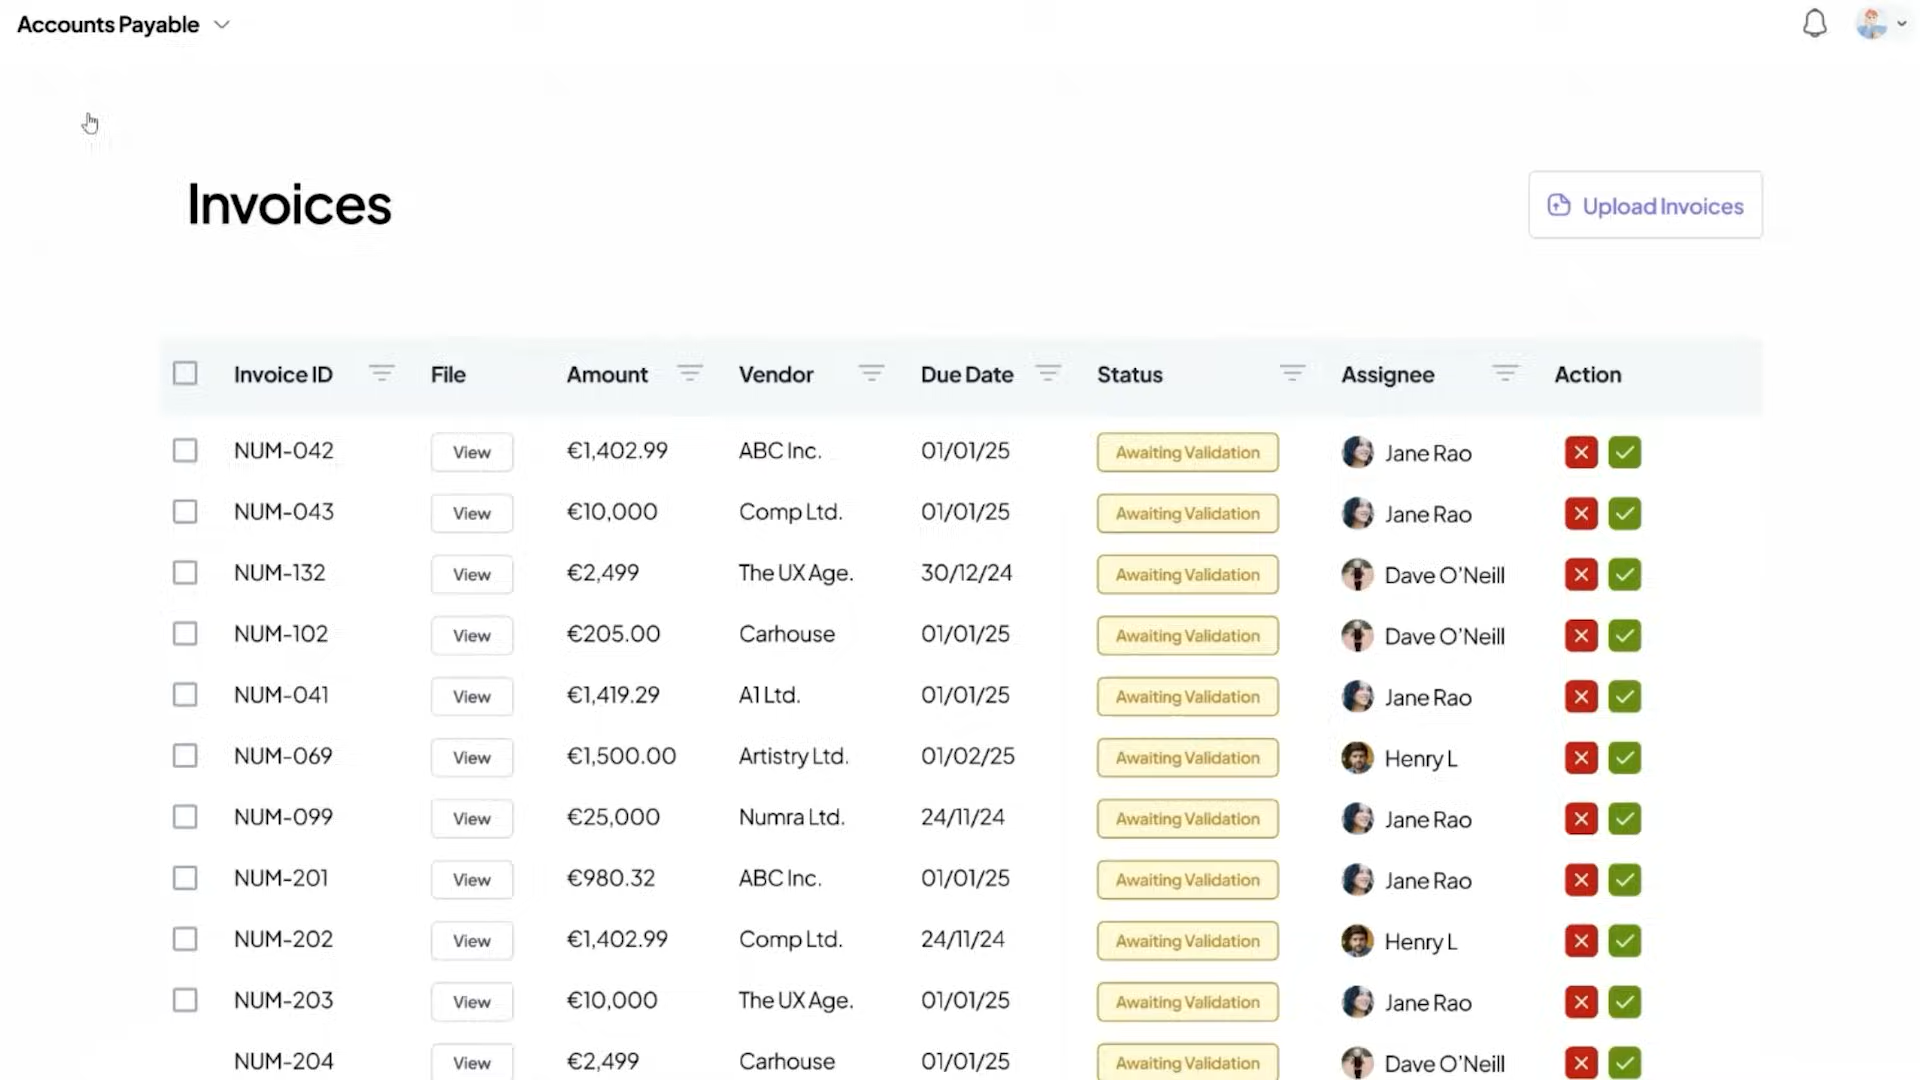 Accounts Payable
Invoices
Upload Invoices
Invoice ID File Amount Vendor Due Date Status Assignee Action
NUM-042 View €1,402.99 ABC Inc. 01/01/25 Awaiting Validation Jane Rao
NUM-043 View €10,000 Comp Ltd. 01/01/25 Awaiting Validation Jane Rao
NUM-132 View €2,499 The UX Age. 30/12/24 Awaiting Validation Dave O’Neill
NUM-102 View €205.00 Carhouse 01/01/25 Awaiting Validation Dave O’Neill
NUM-041 View €1,419.29 A1 Ltd. 01/01/25 Awaiting Validation Jane Rao
NUM-069 View €1,500.00 Artistry Ltd. 01/02/25 Awaiting Validation Henry L
NUM-099 View €25,000 Numra Ltd. 24/11/24 Awaiting Validation Jane Rao
NUM-201 View €980.32 ABC Inc. 01/01/25 Awaiting Validation Jane Rao
NUM-202 View €1,402.99 Comp Ltd. 24/11/24 Awaiting Validation Henry L
NUM-203 View €10,000 The UX Age. 01/01/25 Awaiting Validation Jane Rao
NUM-204 View €2,499 Carhouse 01/01/25 Awaiting Validation Dave O’Neill